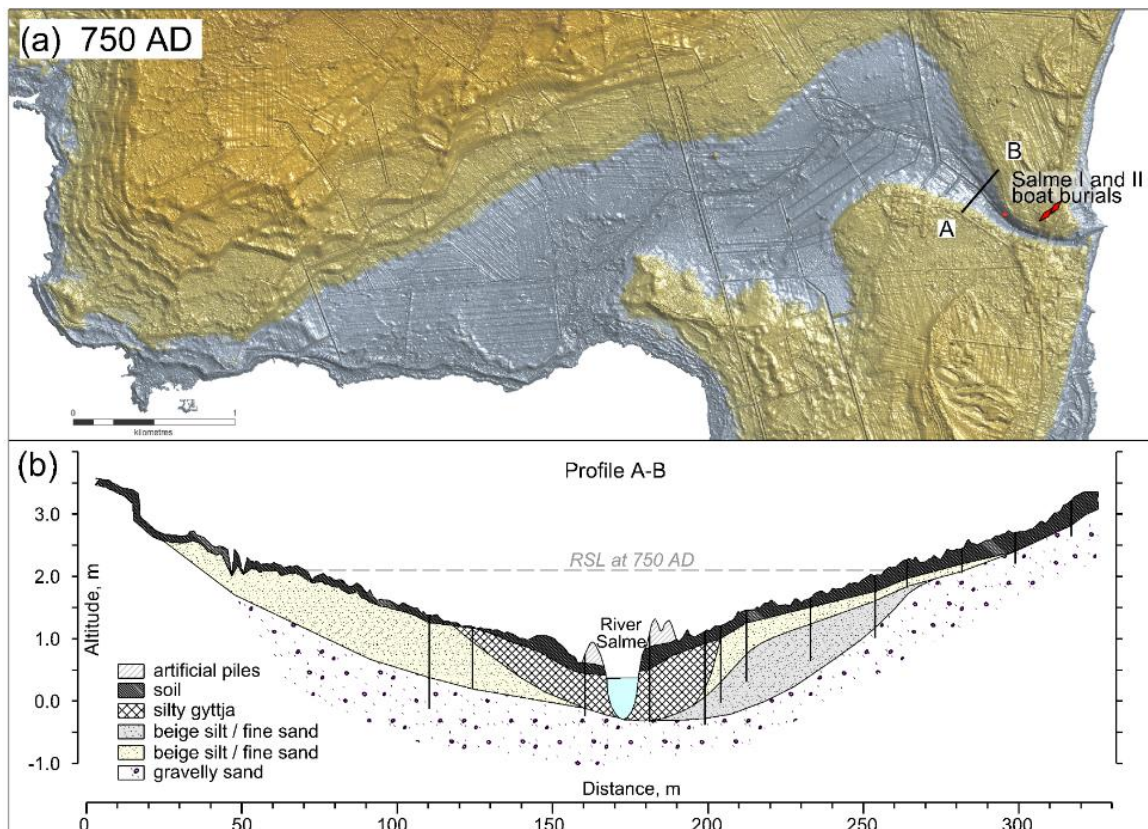 (a) 750 AD
B
Salme I and II
boat burials
A
0 1
kilometres
(b)
Profile A-B
3.0
2.0
1.0
0.0
-1.0
Altitude, m
RSL at 750 AD
River
Salme
artificial piles
soil
silty gyttja
beige silt / fine sand
beige silt / fine sand
gravelly sand
Distance, m
0 50 100 150 200 250 300